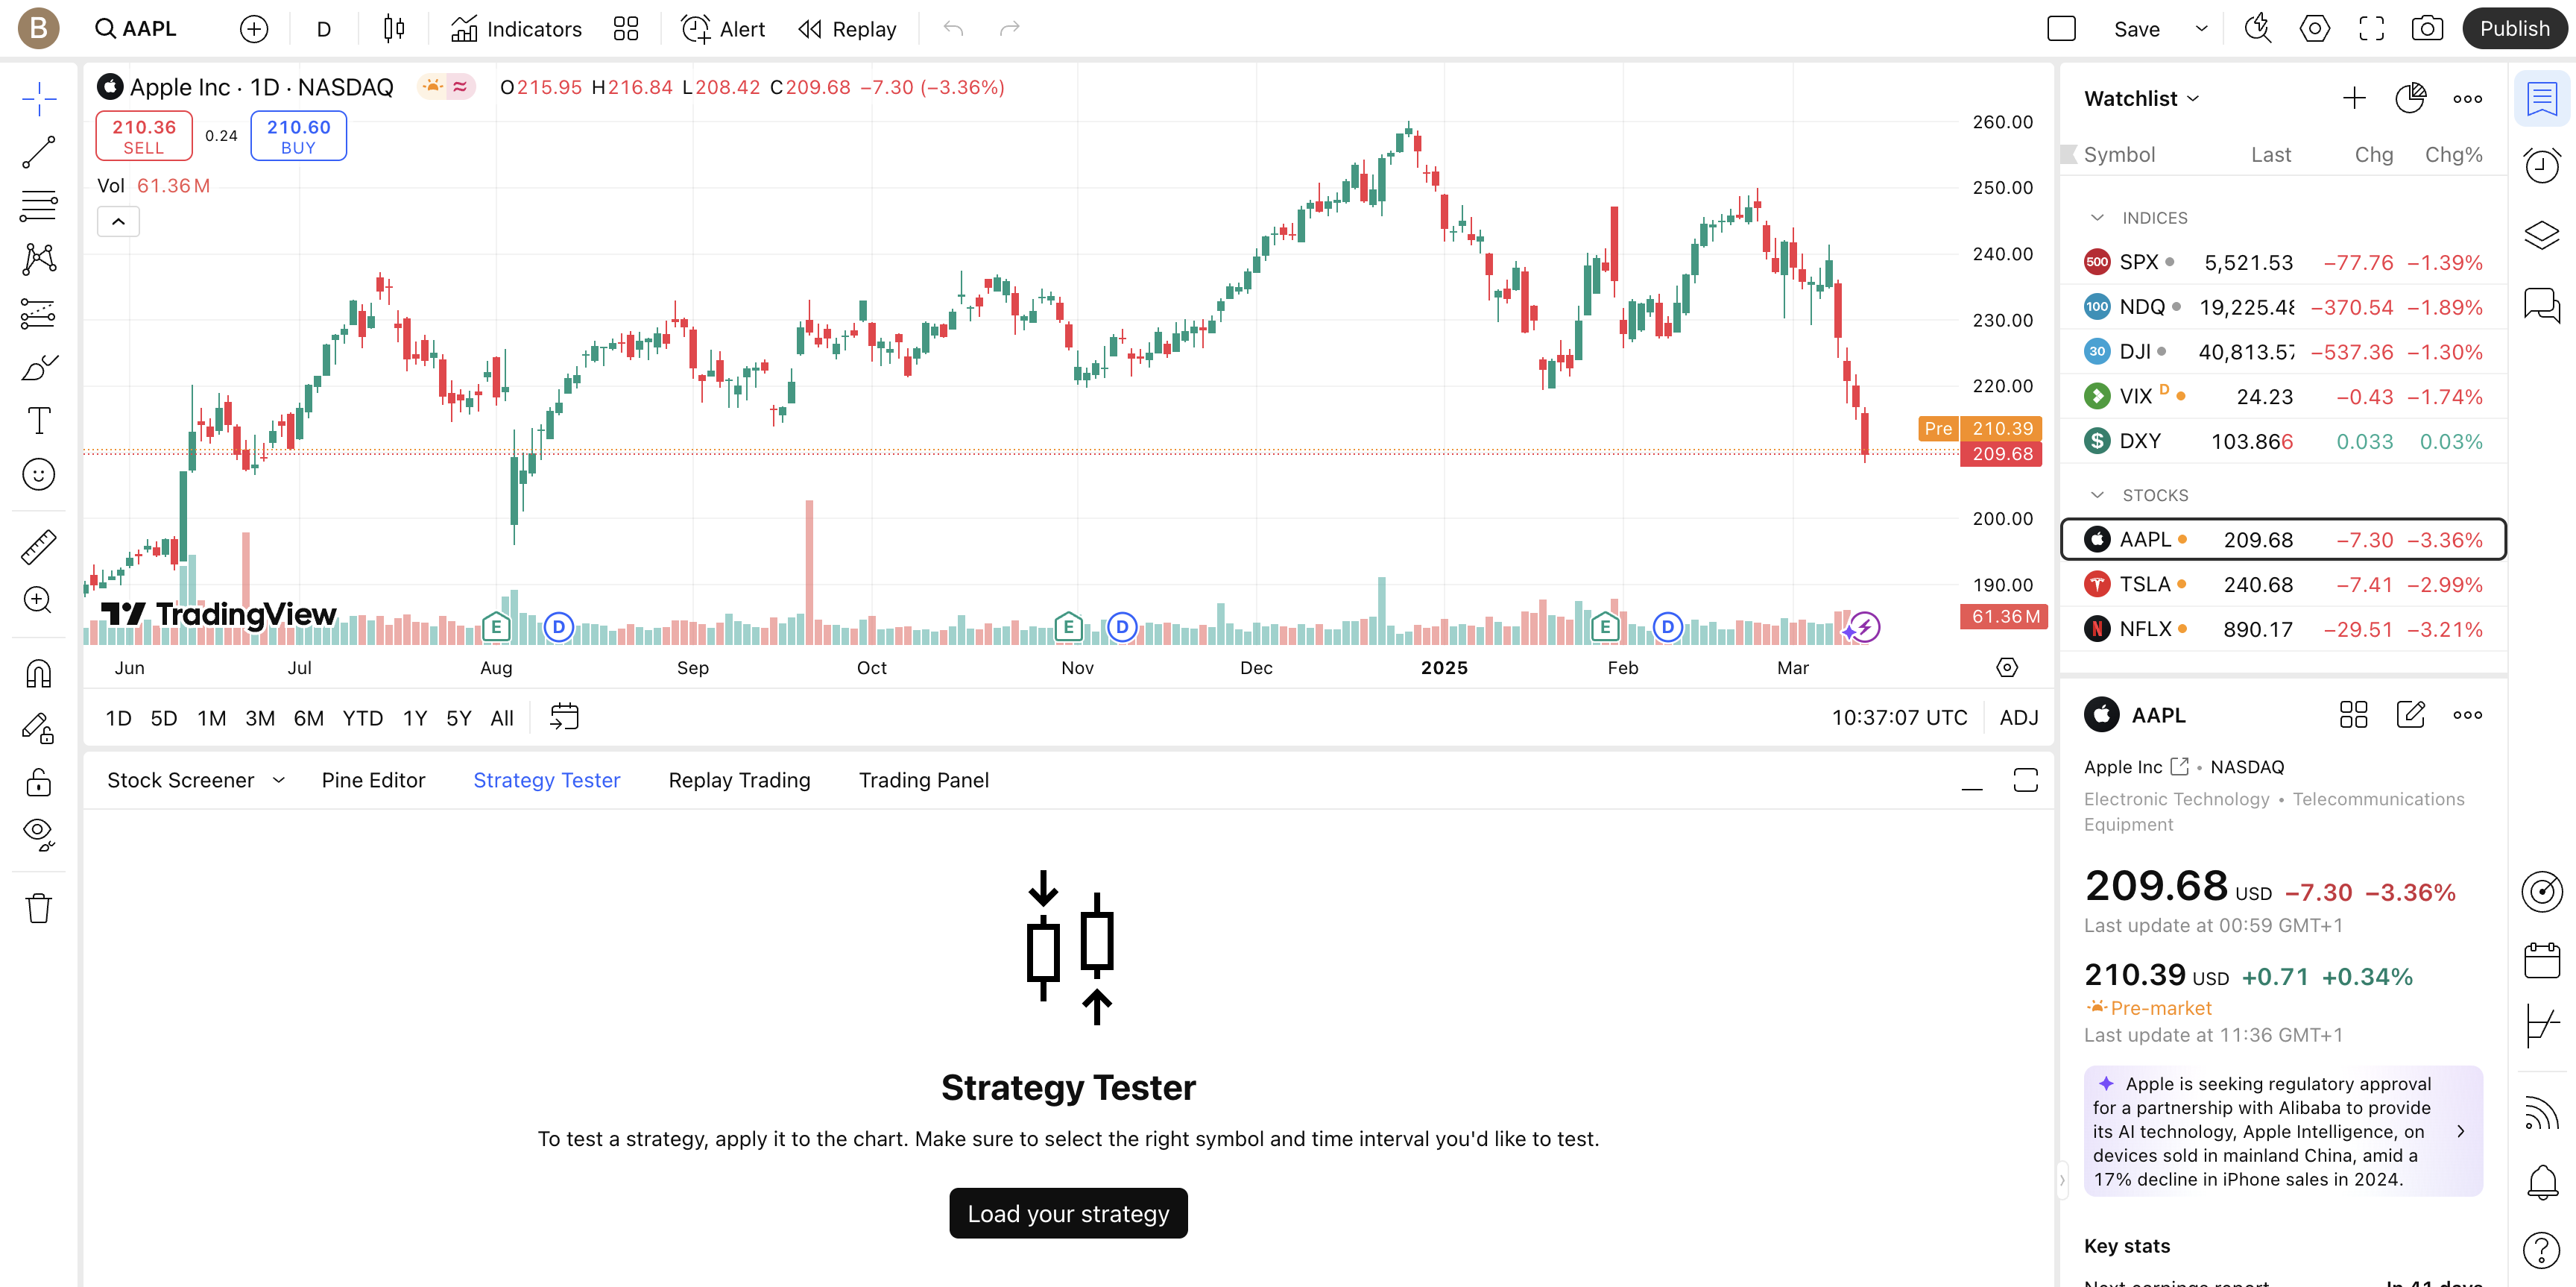 B
AAPL
D
Indicators
Alert
Replay
Save
Publish
Apple Inc · 1D · NASDAQ
O215.95 H216.84 L208.42 C209.68 −7.30 (−3.36%)
210.36
SELL
0.24
210.60
BUY
Vol 61.36M
260.00
250.00
240.00
230.00
220.00
Pre 210.39
209.68
200.00
190.00
61.36M
TradingView
E D E D E D
Jun Jul Aug Sep Oct Nov Dec 2025 Feb Mar
1D 5D 1M 3M 6M YTD 1Y 5Y All
10:37:07 UTC ADJ
Stock Screener Pine Editor Strategy Tester Replay Trading Trading Panel
Strategy Tester
To test a strategy, apply it to the chart. Make sure to select the right symbol and time interval you'd like to test.
Load your strategy
Watchlist
Symbol Last Chg Chg%
INDICES
500 SPX 5,521.53 −77.76 −1.39%
100 NDQ 19,225.48 −370.54 −1.89%
30 DJI 40,813.57 −537.36 −1.30%
VIX D 24.23 −0.43 −1.74%
$ DXY 103.866 0.033 0.03%
STOCKS
AAPL 209.68 −7.30 −3.36%
TSLA 240.68 −7.41 −2.99%
N NFLX 890.17 −29.51 −3.21%
AAPL
Apple Inc • NASDAQ
Electronic Technology • Telecommunications
Equipment
209.68 USD −7.30 −3.36%
Last update at 00:59 GMT+1
210.39 USD +0.71 +0.34%
Pre-market
Last update at 11:36 GMT+1
Apple is seeking regulatory approval
for a partnership with Alibaba to provide
its AI technology, Apple Intelligence, on
devices sold in mainland China, amid a
17% decline in iPhone sales in 2024.
Key stats
Next earnings report In 41 days